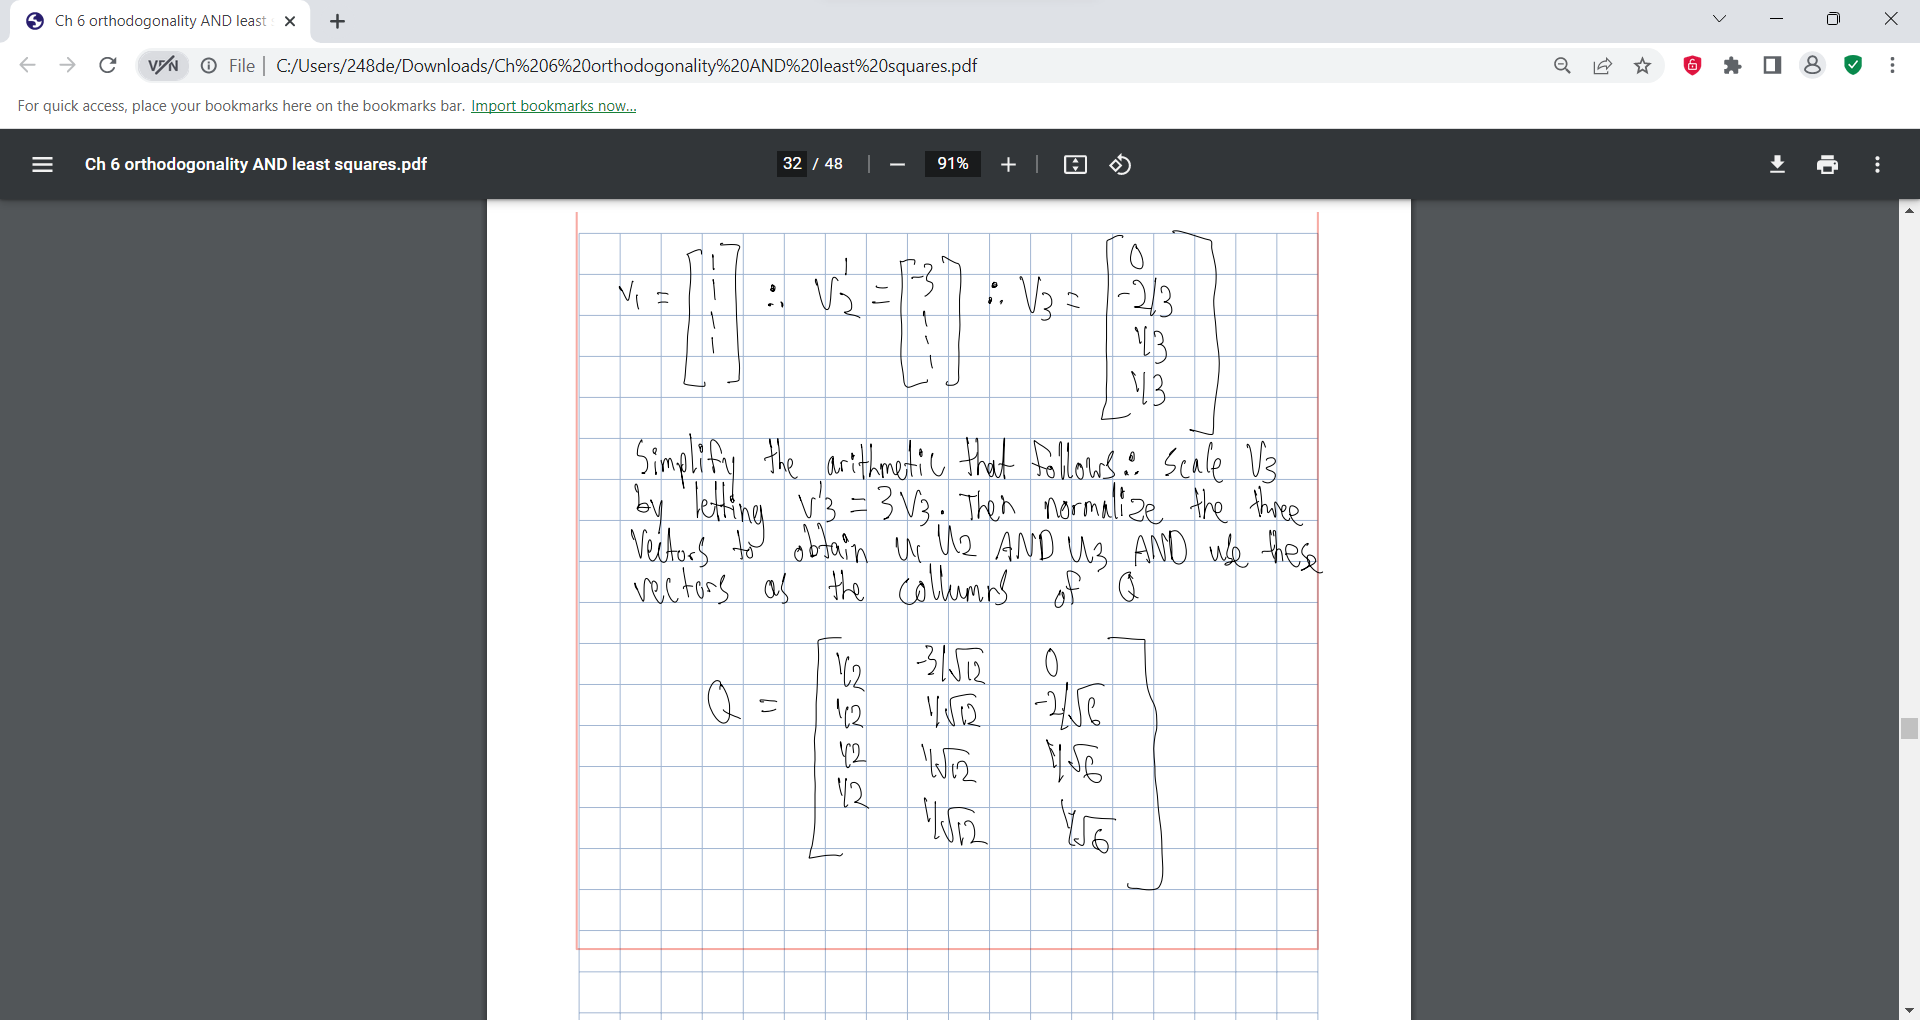 Ch 6 orthodogonality AND least
VPN File C:/Users/248de/Downloads/Ch%206%20orthodogonality%20AND%20least%20squares.pdf
For quick access, place your bookmarks here on the bookmarks bar. Import bookmarks now...
Ch 6 orthodogonality AND least squares.pdf 32 / 48 91%
V1 = [1 1 1 1] ∴ V'2 = [-3 1 1 1] ∴ V3 = [0 -2/3 1/3 1/3]
Simplify the arithmetic that follows: scale V3
by letting V'3 = 3V3. Then normalize the three
vectors to obtain U1 U2 AND U3 AND use these
vectors as the collumns of Q
Q =
1/2 -3/√12 0
1/2 1/√12 -2/√6
1/2 1/√12 1/√6
1/2 1/√12 1/√6